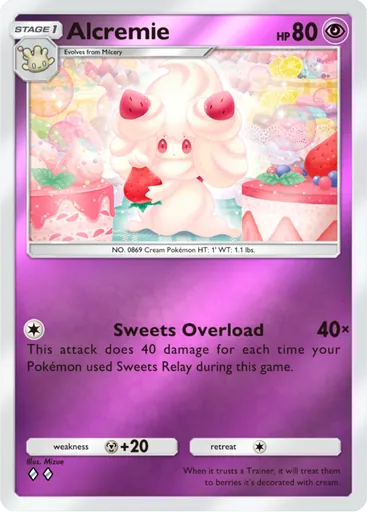 STAGE 1
Alcremie
HP 80
Evolves from Milcery
NO. 0869 Cream Pokémon HT: 1' WT: 1.1 lbs.
Sweets Overload 40×
This attack does 40 damage for each time your
Pokémon used Sweets Relay during this game.
weakness +20 retreat
Illus. Mizue
When it trusts a Trainer, it will treat them
to berries it's decorated with cream.